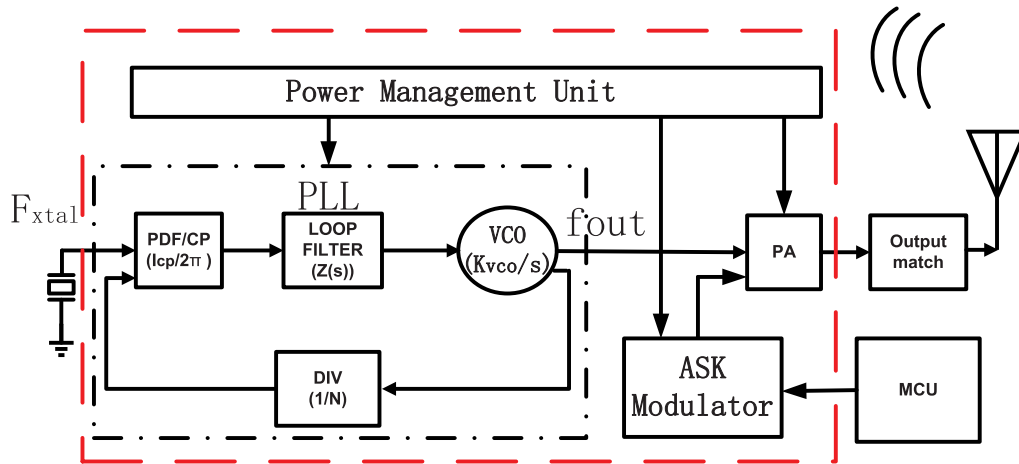 Power Management Unit
PLL
Fxtal
fout
PDF/CP
(Icp/2π)
LOOP
FILTER
(Z(s))
VCO
(Kvco/s)
PA
Output
match
DIV
(1/N)
ASK
Modulator
MCU